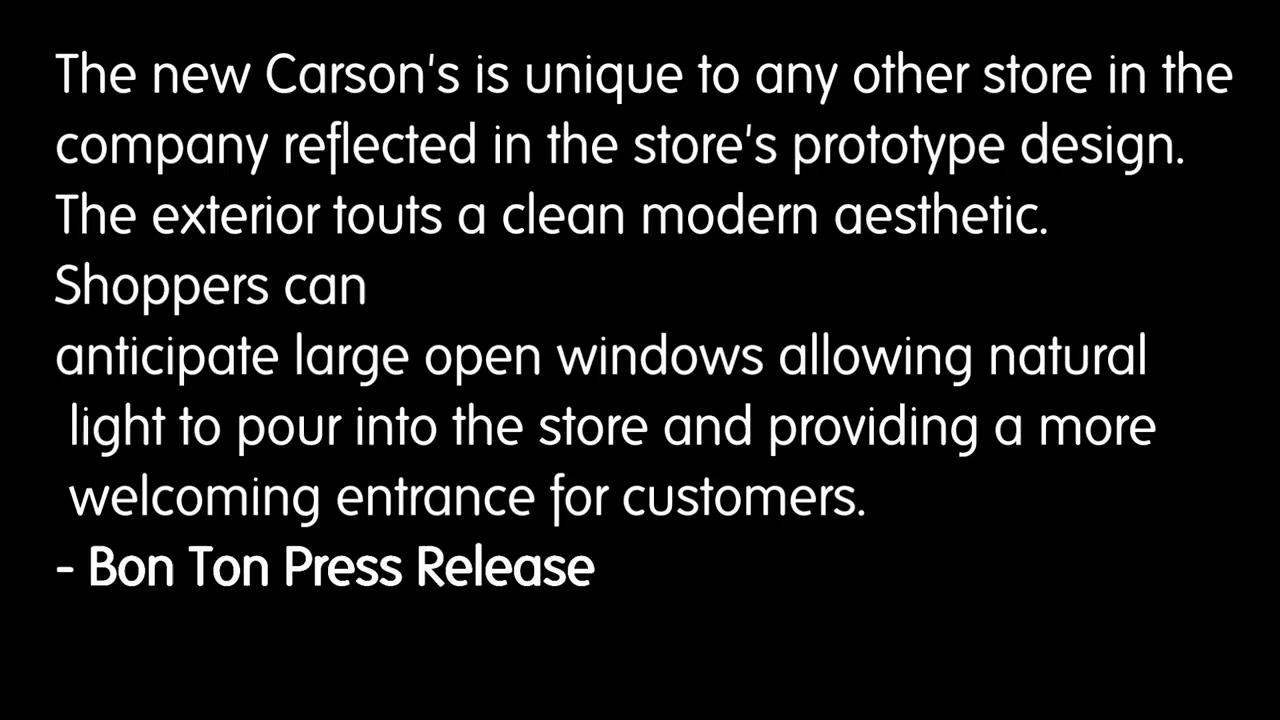 The new Carson's is unique to any other store in the
company reflected in the store's prototype design.
The exterior touts a clean modern aesthetic.
Shoppers can
anticipate large open windows allowing natural
light to pour into the store and providing a more
welcoming entrance for customers.
- Bon Ton Press Release